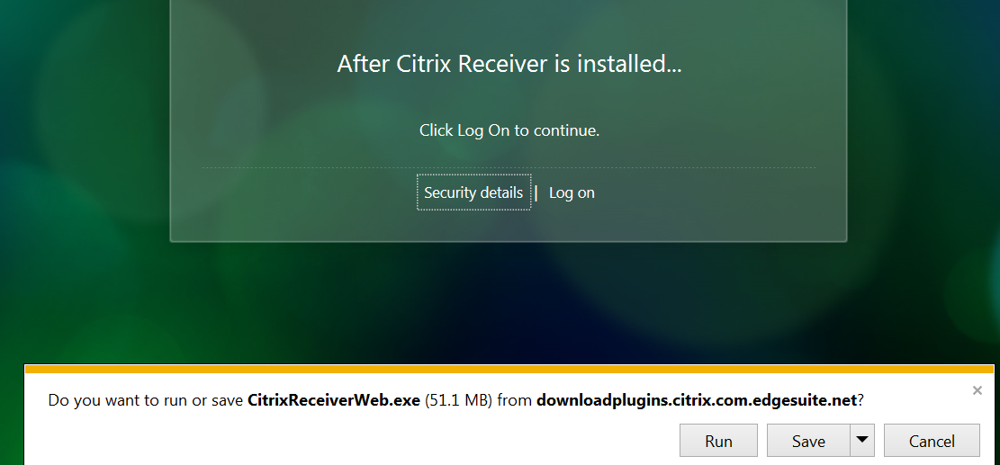 After Citrix Receiver is installed...
Click Log On to continue.
Security details | Log on
Do you want to run or save CitrixReceiverWeb.exe (51.1 MB) from downloadplugins.citrix.com.edgesuite.net?
Run Save Cancel